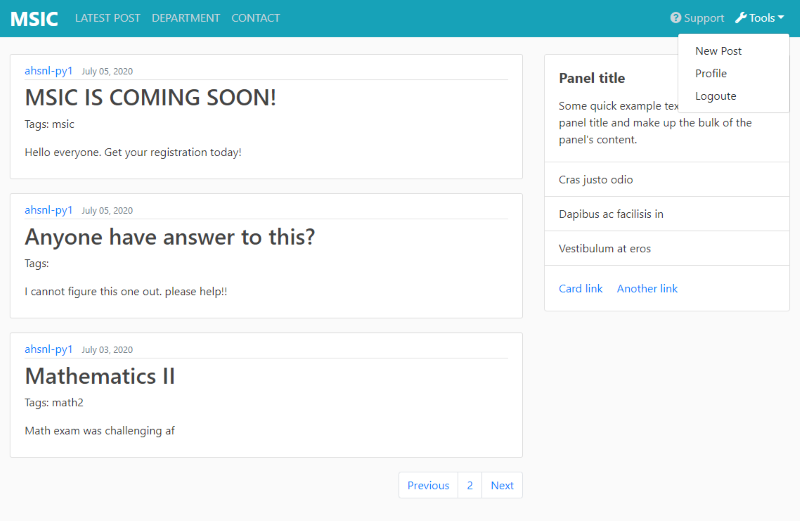 MSIC LATEST POST DEPARTMENT CONTACT Support Tools
New Post
Profile
Logoute
ahsnl-py1 July 05, 2020
MSIC IS COMING SOON!
Tags: msic
Hello everyone. Get your registration today!
ahsnl-py1 July 05, 2020
Anyone have answer to this?
Tags:
I cannot figure this one out. please help!!
ahsnl-py1 July 03, 2020
Mathematics II
Tags: math2
Math exam was challenging af
Previous 2 Next
Panel title
Some quick example
panel title and make up the bulk of the
panel's content.
Cras justo odio
Dapibus ac facilisis in
Vestibulum at eros
Card link Another link